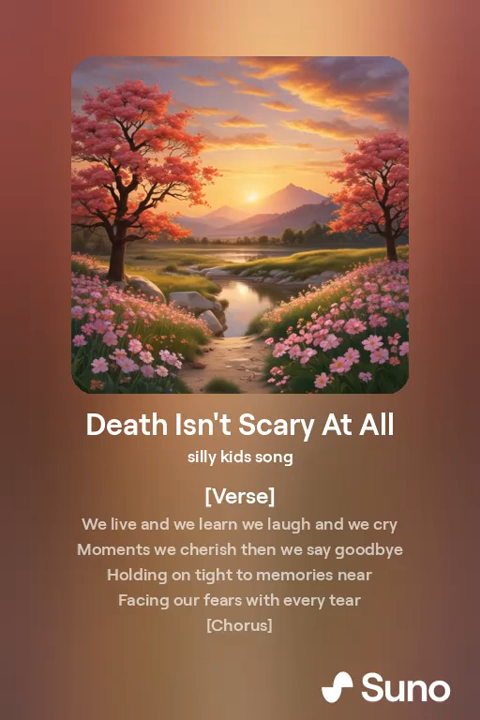 Death Isn't Scary At All
silly kids song
[Verse]
We live and we learn we laugh and we cry
Moments we cherish then we say goodbye
Holding on tight to memories near
Facing our fears with every tear
[Chorus]
Suno